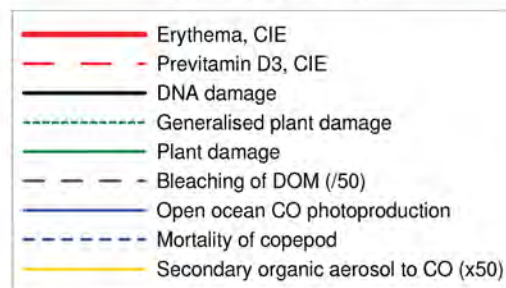 Erythema, CIE
Previtamin D3, CIE
DNA damage
Generalised plant damage
Plant damage
Bleaching of DOM (/50)
Open ocean CO photoproduction
Mortality of copepod
Secondary organic aerosol to CO (x50)